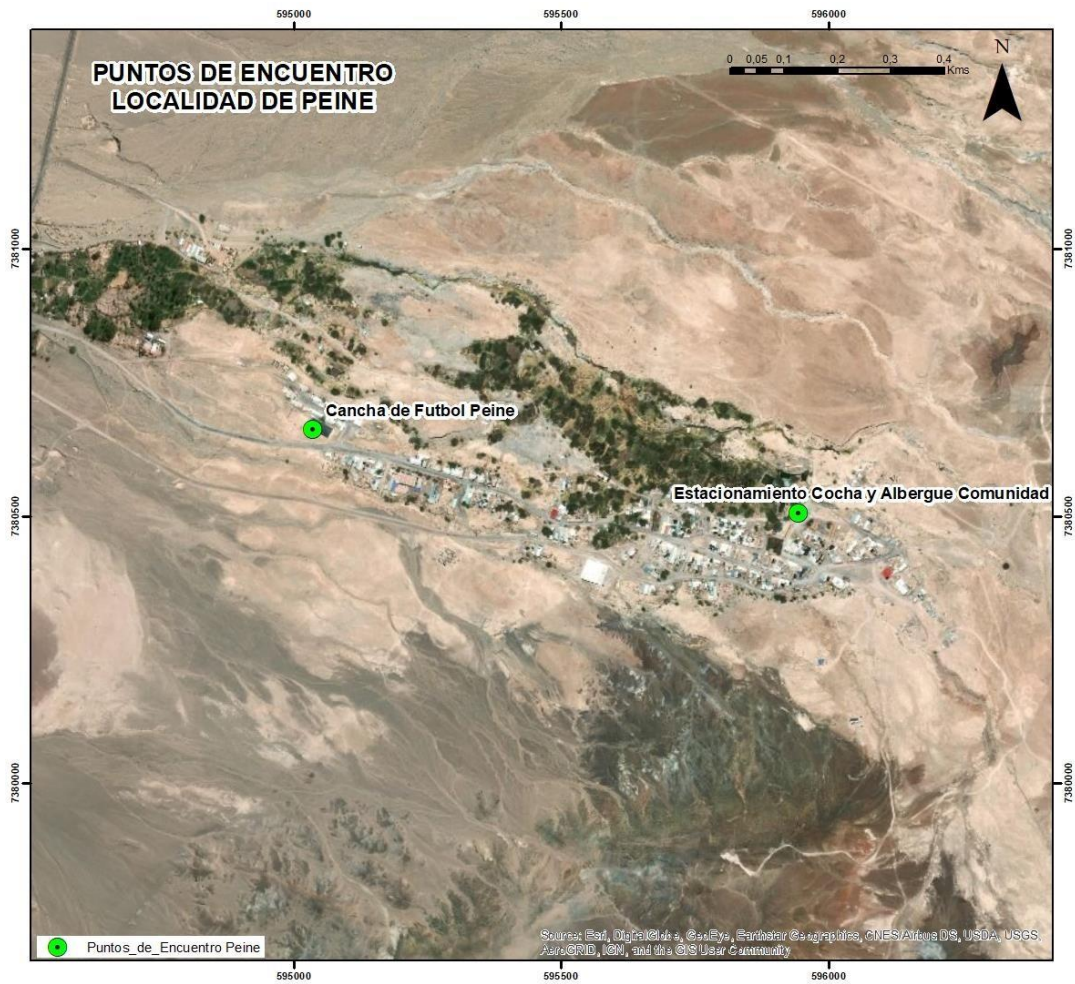 595000
595500
596000
PUNTOS DE ENCUENTRO
LOCALIDAD DE PEINE
0 0,05 0,1 0,2 0,3 0,4
Kms
N
7381000
7381000
Cancha de Futbol Peine
Estacionamiento Cocha y Albergue Comunidad
7380500
7380500
7380000
7380000
Puntos_de_Encuentro Peine
Source: Esri, DigitalGlobe, GeoEye, Earthstar Geographics, CNES/Airbus DS, USDA, USGS,
AeroGRID, IGN, and the GIS User Community
595000
595500
596000